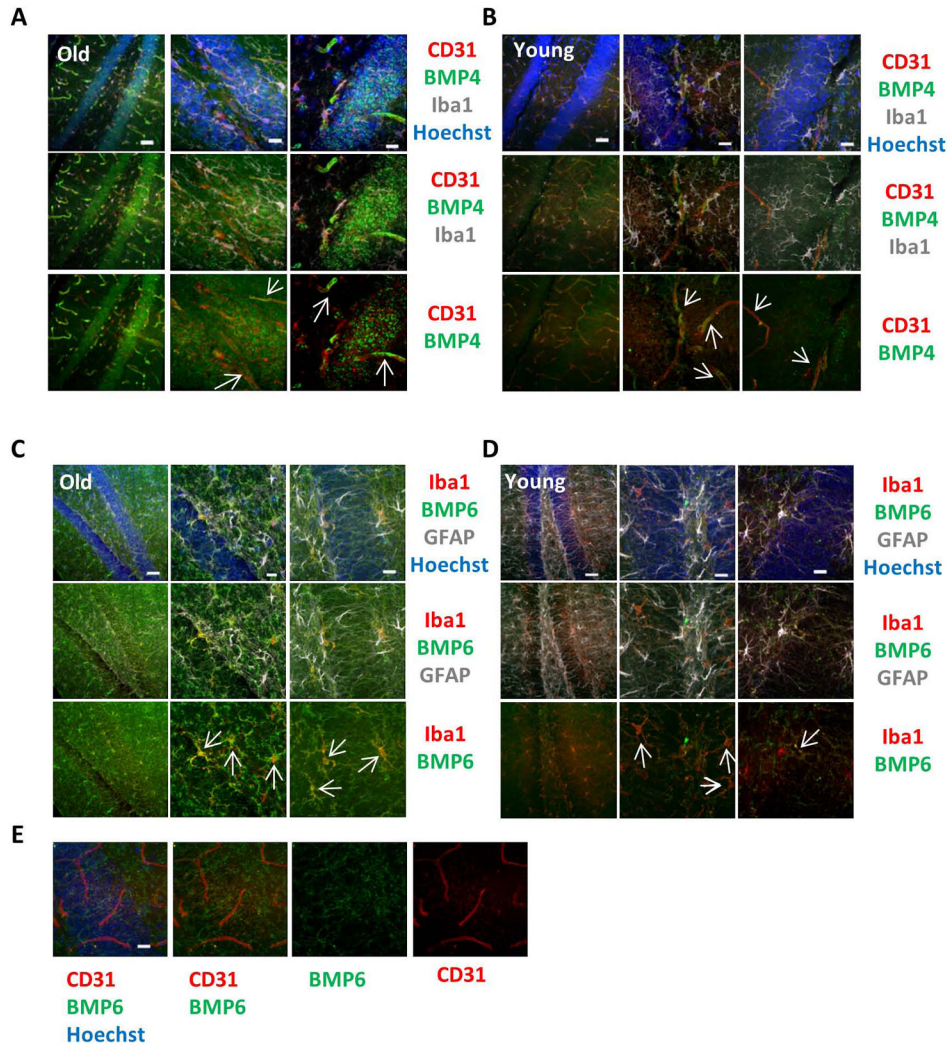 A
Old
CD31
BMP4
Iba1
Hoechst
CD31
BMP4
Iba1
CD31
BMP4
B
Young
CD31
BMP4
Iba1
Hoechst
CD31
BMP4
Iba1
CD31
BMP4
C
Old
Iba1
BMP6
GFAP
Hoechst
Iba1
BMP6
GFAP
Iba1
BMP6
D
Young
Iba1
BMP6
GFAP
Hoechst
Iba1
BMP6
GFAP
Iba1
BMP6
E
CD31
BMP6
Hoechst
CD31
BMP6
BMP6
CD31